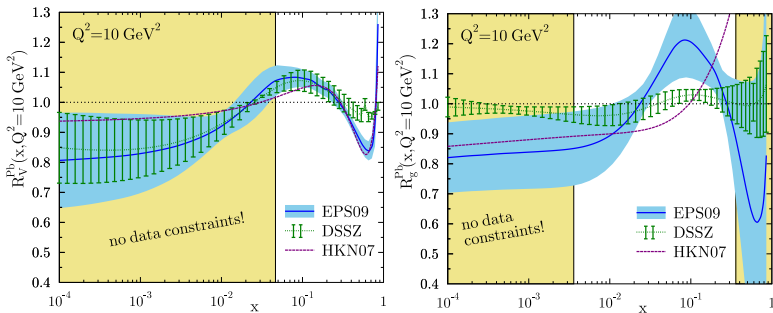 1.3
1.2
1.1
1.0
0.9
0.8
0.7
0.6
0.5
0.4
R_V^Pb(x,Q²=10 GeV²)
Q²=10 GeV²
no data constraints!
EPS09
DSSZ
HKN07
10⁻⁴
10⁻³
10⁻²
10⁻¹
1
x
1.3
1.2
1.1
1.0
0.9
0.8
0.7
0.6
0.5
0.4
R_g^Pb(x,Q²=10 GeV²)
Q²=10 GeV²
no data
constraints!
EPS09
DSSZ
HKN07
10⁻⁴
10⁻³
10⁻²
10⁻¹
1
x